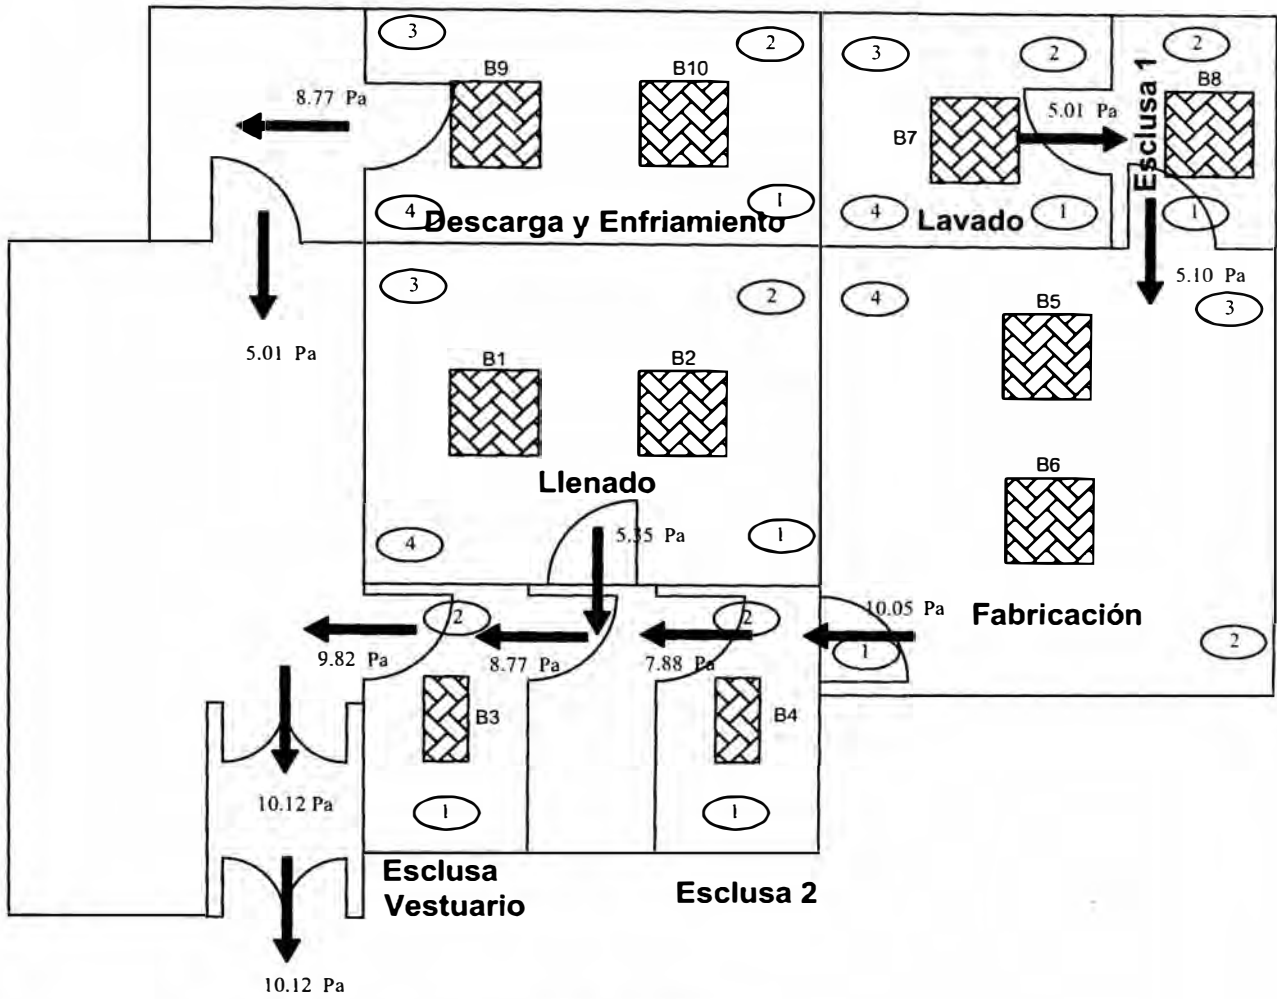 3
2
3
2
2
B9
B10
B8
8.77 Pa
5.01 Pa
B7
Esclusa 1
4
1
4
1
1
Descarga y Enfriamiento
Lavado
3
2
4
5.10 Pa
3
B5
5.01 Pa
B1
B2
B6
Llenado
4
5.35 Pa
1
2
2
10.05 Pa
Fabricación
1
2
9.82 Pa
8.77 Pa
7.88 Pa
B3
B4
10.12 Pa
1
1
Esclusa
Vestuario
Esclusa 2
10.12 Pa